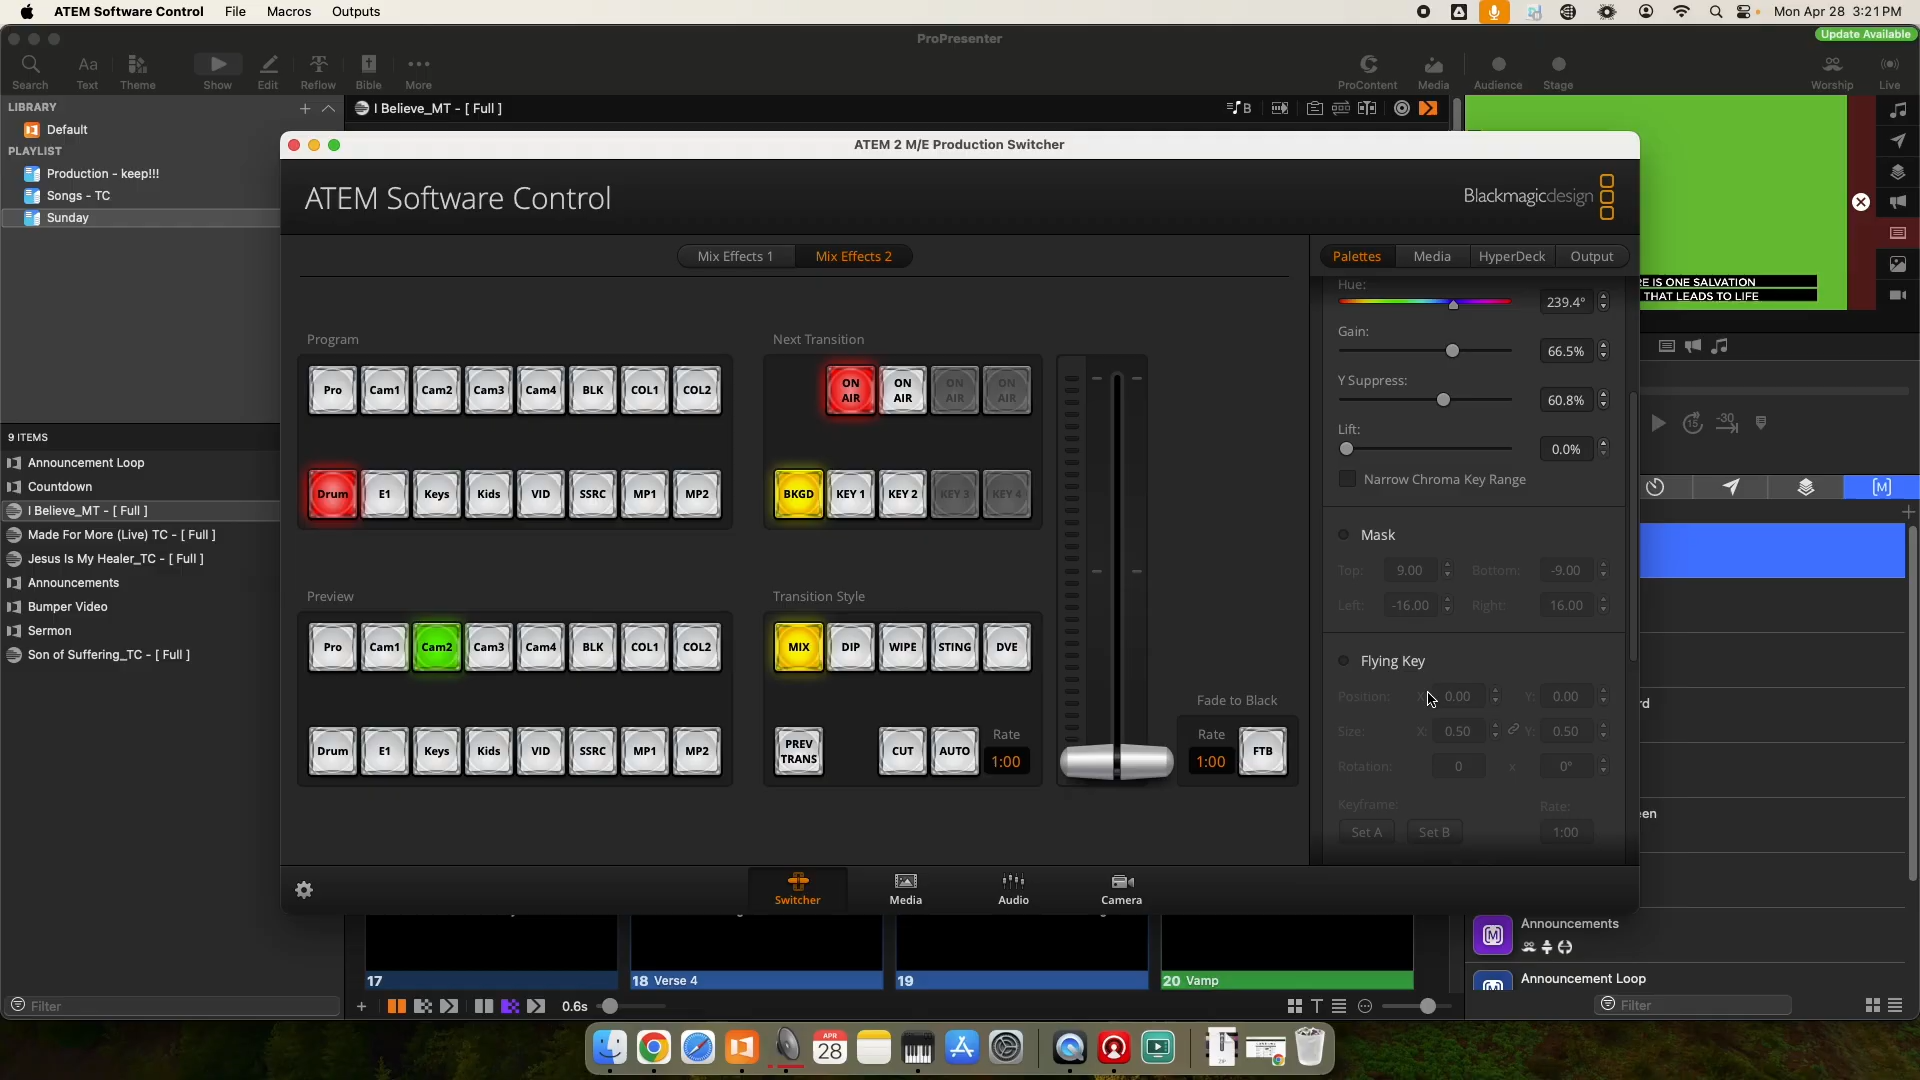 ATEM Software Control File Macros Outputs
Mon Apr 28 3:21 PM
ProPresenter
Update Available
Search Text Theme Show Edit Reflow Bible More
ProContent Media Audience Stage Worship Live
LIBRARY
Default
PLAYLIST
Production - keep!!!
Songs - TC
Sunday
I Believe_MT - [ Full ]
B
ATEM 2 M/E Production Switcher
ATEM Software Control
Blackmagicdesign
Mix Effects 1 Mix Effects 2
Palettes Media HyperDeck Output
Program
Pro Cam1 Cam2 Cam3 Cam4 BLK COL1 COL2
Drum E1 Keys Kids VID SSRC MP1 MP2
Next Transition
ON AIR ON AIR ON AIR ON AIR
BKGD KEY 1 KEY 2 KEY 3 KEY 4
Preview
Pro Cam1 Cam2 Cam3 Cam4 BLK COL1 COL2
Drum E1 Keys Kids VID SSRC MP1 MP2
Transition Style
MIX DIP WIPE STING DVE
PREV TRANS CUT AUTO
Rate
1:00
Fade to Black
Rate
1:00 FTB
Hue:
239.4°
Gain:
66.5%
Y Suppress:
60.8%
Lift:
0.0%
Narrow Chroma Key Range
Mask
Top: 9.00 Bottom: -9.00
Left: -16.00 Right: 16.00
Flying Key
Position: X: 0.00 Y: 0.00
Size: X: 0.50 Y: 0.50
Rotation: 0 x 0°
Keyframe: Rate:
Set A Set B 1:00
Switcher Media Audio Camera
RE IS ONE SALVATION
THAT LEADS TO LIFE
15 -30
[M]
rd
en
Announcements
Announcement Loop
Filter
9 ITEMS
Announcement Loop
Countdown
I Believe_MT - [ Full ]
Made For More (Live) TC - [ Full ]
Jesus Is My Healer_TC - [ Full ]
Announcements
Bumper Video
Sermon
Son of Suffering_TC - [ Full ]
Filter
17 18 Verse 4 19 20 Vamp
0.6s
APR
28